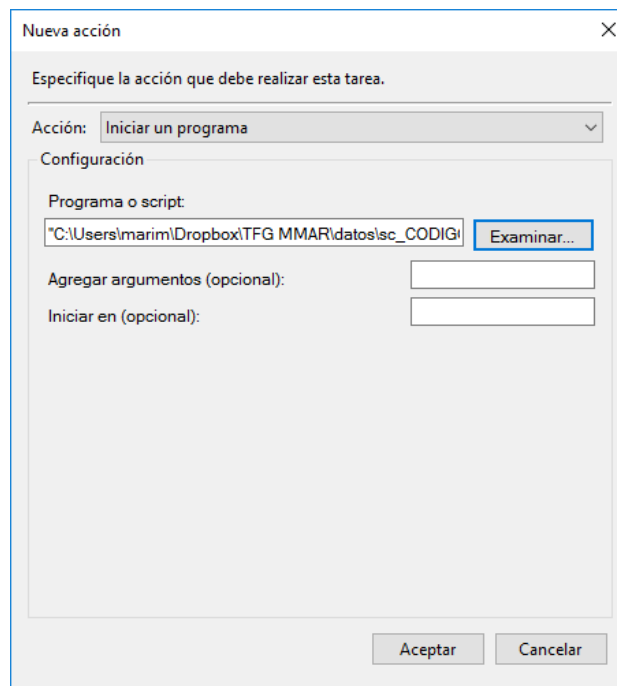 Nueva acción
Especifique la acción que debe realizar esta tarea.
Acción: Iniciar un programa
Configuración
Programa o script:
"C:\Users\marim\Dropbox\TFG MMAR\datos\sc_CODIG Examinar...
Agregar argumentos (opcional):
Iniciar en (opcional):
Aceptar Cancelar